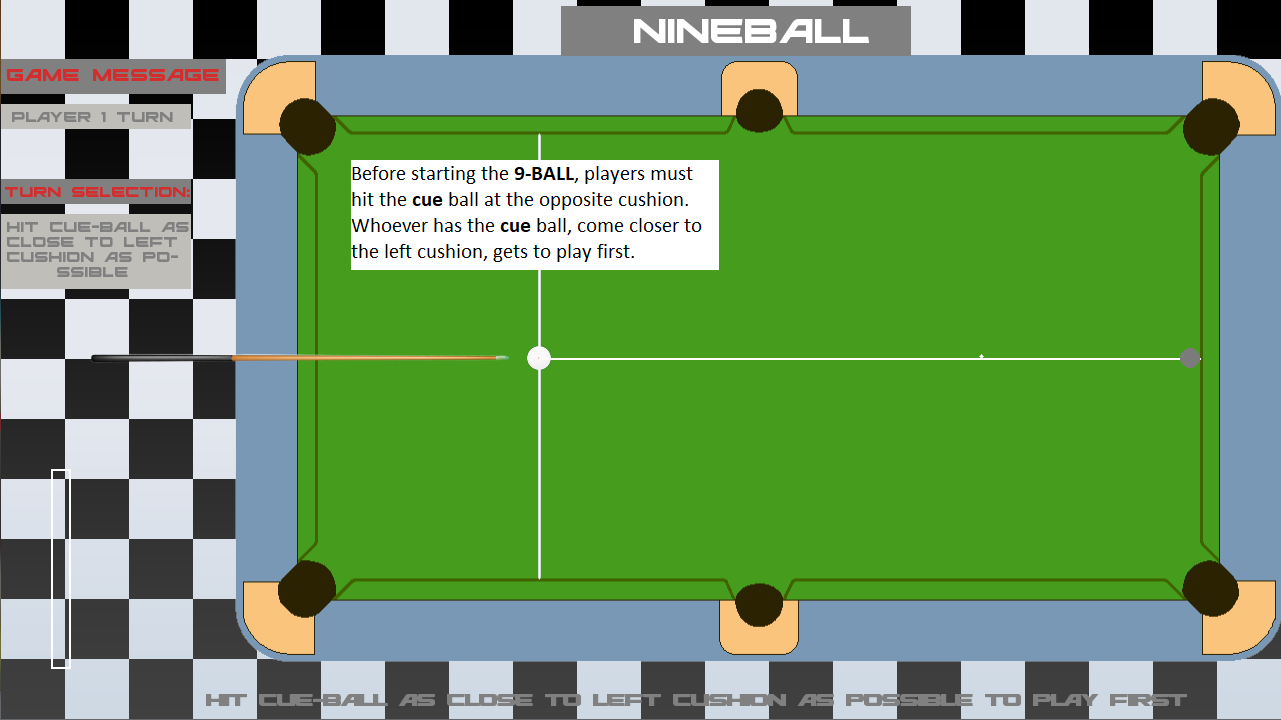 NINEBALL
GAME MESSAGE
PLAYER 1 TURN
TURN SELECTION:
HIT CUE-BALL AS
CLOSE TO LEFT
CUSHION AS PO-
SSIBLE
Before starting the 9-BALL, players must
hit the cue ball at the opposite cushion.
Whoever has the cue ball, come closer to
the left cushion, gets to play first.
HIT CUE-BALL AS CLOSE TO LEFT CUSHION AS POSSIBLE TO PLAY FIRST